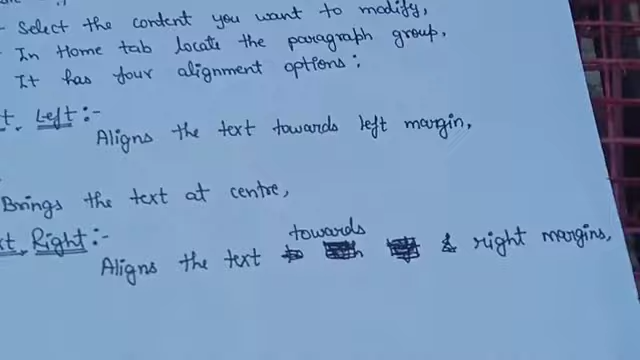 Select the content you want to modify,
In Home tab locate the paragraph group,
It has four alignment options:
Left:-
Aligns the text towards left margin,
Brings the text at centre,
Right:-
towards
Aligns the text right margins,